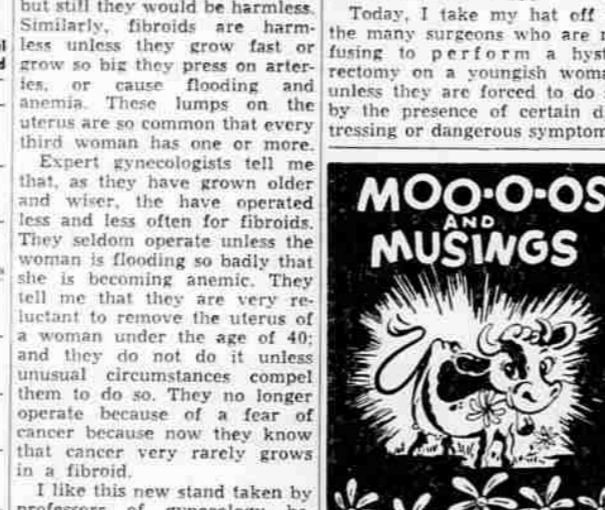 but still they would be harmless.
Similarly, fibroids are harm-
less unless they grow fast or
grow so big they press on arter-
ies, or cause flooding and
anemia. These lumps on the
uterus are so common that every
third woman has one or more.
Expert gynecologists tell me
that, as they have grown older
and wiser, the have operated
less and less often for fibroids.
They seldom operate unless the
woman is flooding so badly that
she is becoming anemic. They
tell me that they are very re-
luctant to remove the uterus of
a woman under the age of 40;
and they do not do it unless
unusual circumstances compel
them to do so. They no longer
operate because of a fear of
cancer because now they know
that cancer very rarely grows
in a fibroid.
I like this new stand taken by
professors of gynecology be-
Today, I take my hat off
the many surgeons who are r
fusing to perform a hyst
rectomy on a youngish woma
unless they are forced to do
by the presence of certain d
tressing or dangerous symptom
MOO-O-OS
AND
MUSINGS